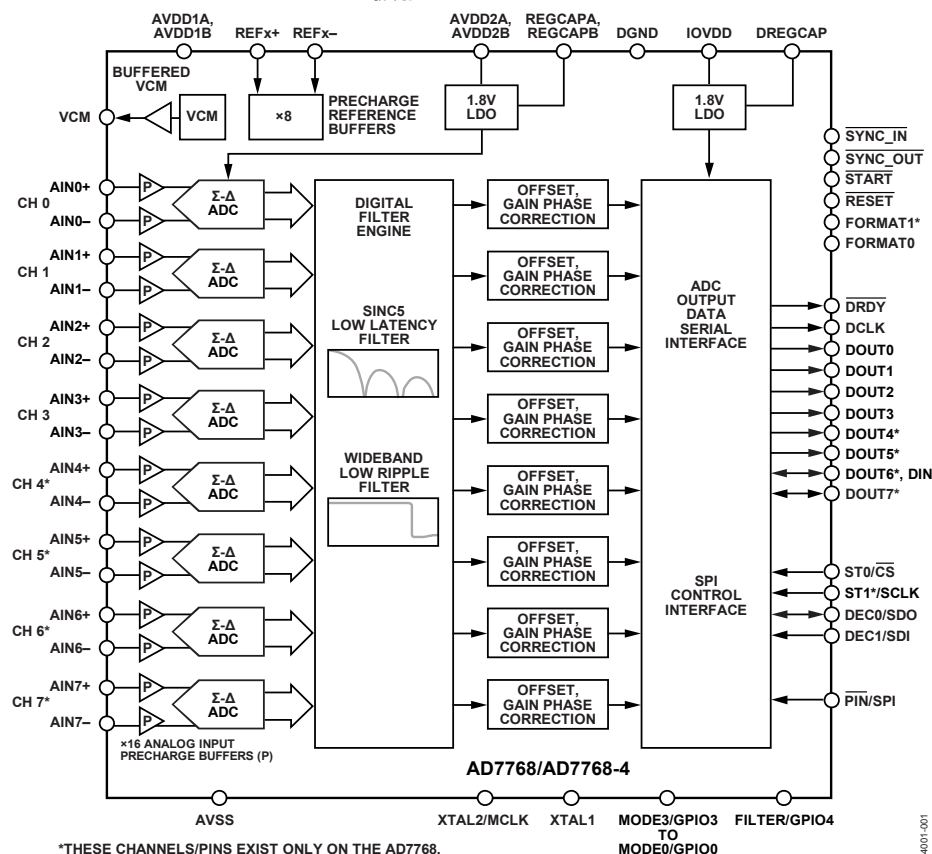 AVDD1A, AVDD1B
REFx+
REFx–
AVDD2A, AVDD2B
REGCAPA, REGCAPB
DGND
IOVDD
DREGCAP
BUFFERED VCM
VCM
VCM
×8
PRECHARGE REFERENCE BUFFERS
1.8V LDO
1.8V LDO
SYNC_IN
SYNC_OUT
START
RESET
FORMAT1*
FORMAT0
CH 0
AIN0+
AIN0–
P
P
Σ-Δ ADC
CH 1
AIN1+
AIN1–
P
P
Σ-Δ ADC
CH 2
AIN2+
AIN2–
P
P
Σ-Δ ADC
CH 3
AIN3+
AIN3–
P
P
Σ-Δ ADC
CH 4*
AIN4+
AIN4–
P
P
Σ-Δ ADC
CH 5*
AIN5+
AIN5–
P
P
Σ-Δ ADC
CH 6*
AIN6+
AIN6–
P
P
Σ-Δ ADC
CH 7*
AIN7+
AIN7–
P
P
Σ-Δ ADC
×16 ANALOG INPUT
PRECHARGE BUFFERS (P)
DIGITAL
FILTER
ENGINE
SINC5
LOW LATENCY
FILTER
WIDEBAND
LOW RIPPLE
FILTER
OFFSET,
GAIN PHASE
CORRECTION
OFFSET,
GAIN PHASE
CORRECTION
OFFSET,
GAIN PHASE
CORRECTION
OFFSET,
GAIN PHASE
CORRECTION
OFFSET,
GAIN PHASE
CORRECTION
OFFSET,
GAIN PHASE
CORRECTION
OFFSET,
GAIN PHASE
CORRECTION
OFFSET,
GAIN PHASE
CORRECTION
ADC
OUTPUT
DATA
SERIAL
INTERFACE
SPI
CONTROL
INTERFACE
DRDY
DCLK
DOUT0
DOUT1
DOUT2
DOUT3
DOUT4*
DOUT5*
DOUT6*, DIN
DOUT7*
ST0/CS
ST1*/SCLK
DEC0/SDO
DEC1/SDI
PIN/SPI
AD7768/AD7768-4
AVSS
XTAL2/MCLK
XTAL1
MODE3/GPIO3
TO
MODE0/GPIO0
FILTER/GPIO4
*THESE CHANNELS/PINS EXIST ONLY ON THE AD7768.
4001-001